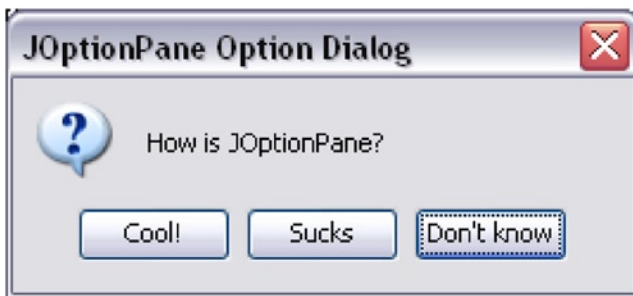 JOptionPane Option Dialog
How is JOptionPane?
Cool! Sucks Don't know